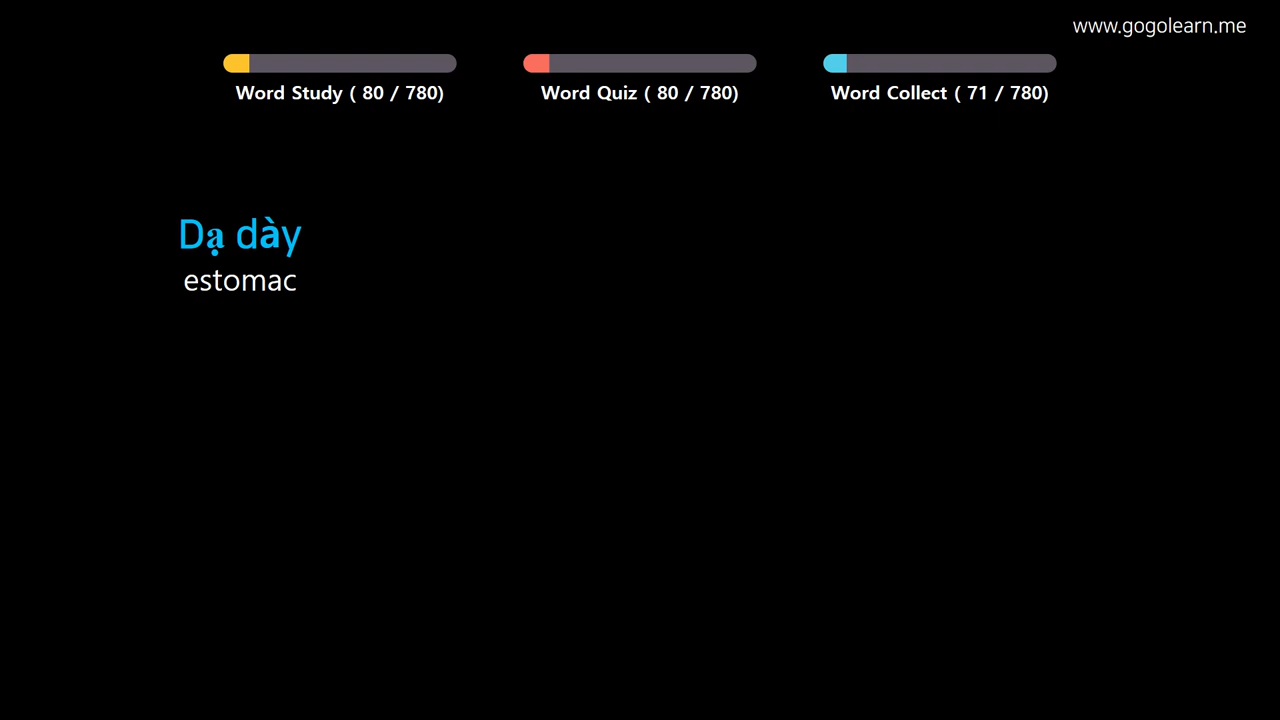 www.gogolearn.me
Word Study ( 80 / 780)
Word Quiz ( 80 / 780)
Word Collect ( 71 / 780)
Dạ dày
estomac